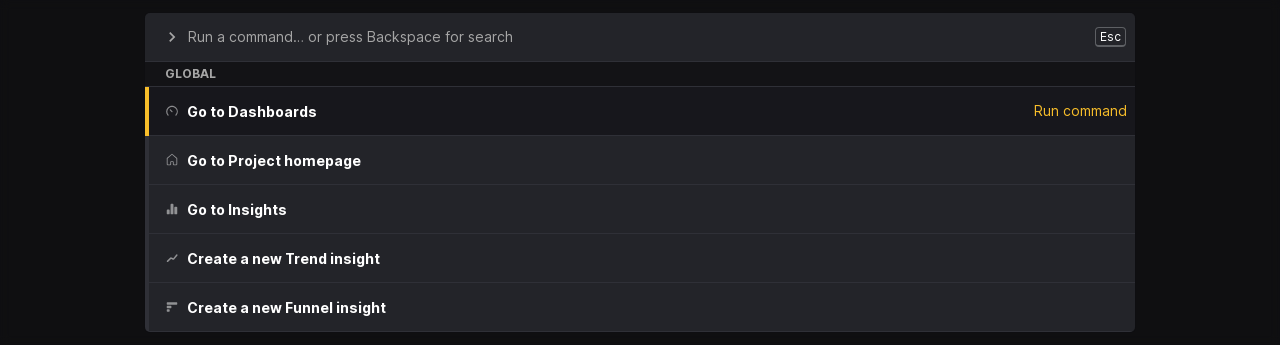 Run a command... or press Backspace for search
Esc
GLOBAL
Go to Dashboards
Run command
Go to Project homepage
Go to Insights
Create a new Trend insight
Create a new Funnel insight